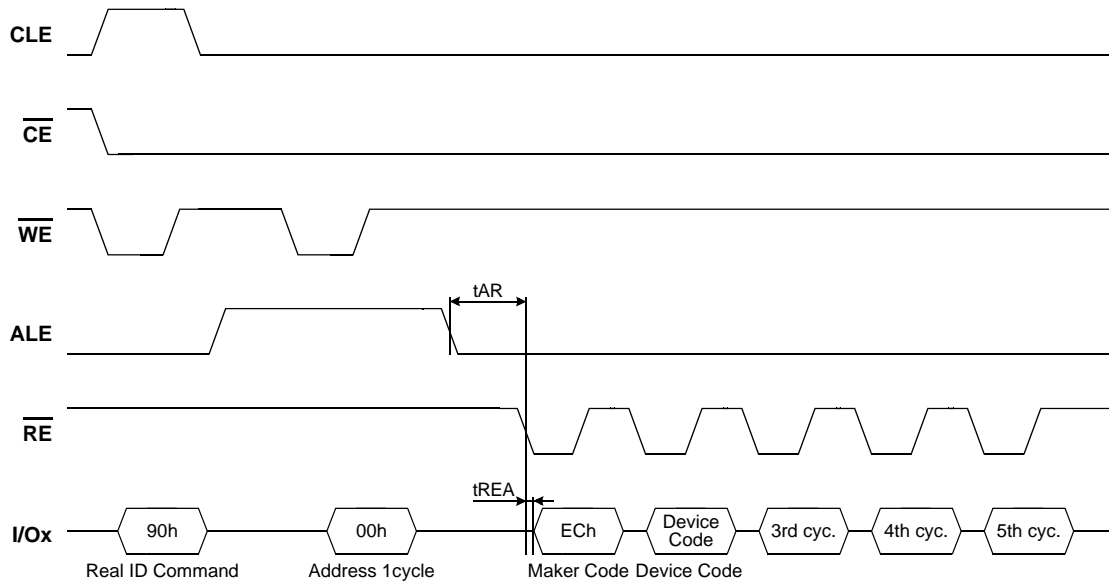 CLE
CE
WE
tAR
ALE
RE
tREA
I/Ox
90h
00h
ECh
Device
Code
3rd cyc.
4th cyc.
5th cyc.
Real ID Command
Address 1cycle
Maker Code Device Code